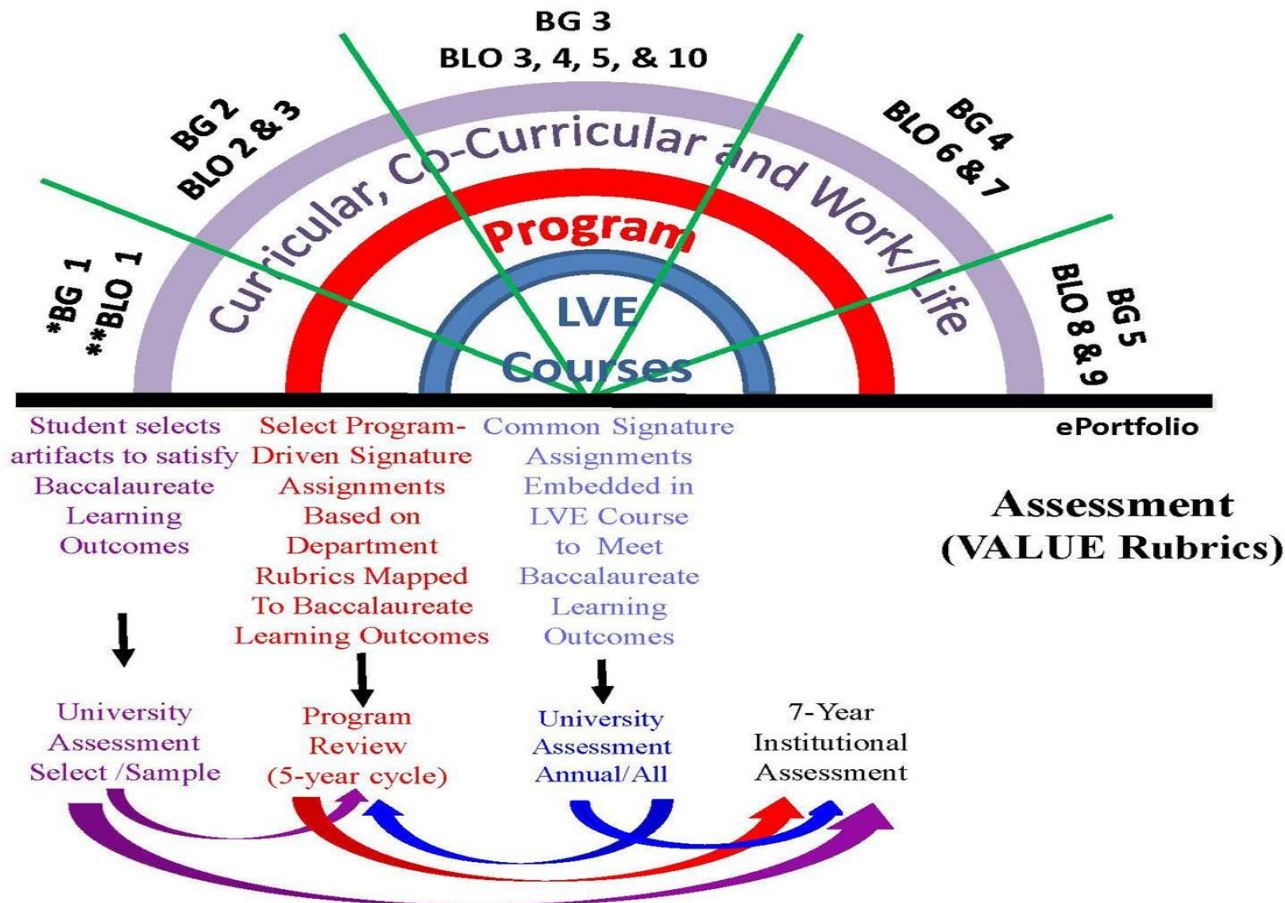 BG 3
BLO 3, 4, 5, & 10
BG 2
BLO 2 & 3
BG 4
BLO 6 & 7
*BG 1
**BLO 1
BG 5
BLO 8 & 9
Curricular, Co-Curricular and Work/Life
Program
LVE
Courses
ePortfolio
Student selects
artifacts to satisfy
Baccalaureate
Learning
Outcomes
Select Program-
Driven Signature
Assignments
Based on
Department
Rubrics Mapped
To Baccalaureate
Learning Outcomes
Common Signature
Assignments
Embedded in
LVE Course
to Meet
Baccalaureate
Learning
Outcomes
Assessment
(VALUE Rubrics)
University
Assessment
Select /Sample
Program
Review
(5-year cycle)
University
Assessment
Annual/All
7-Year
Institutional
Assessment